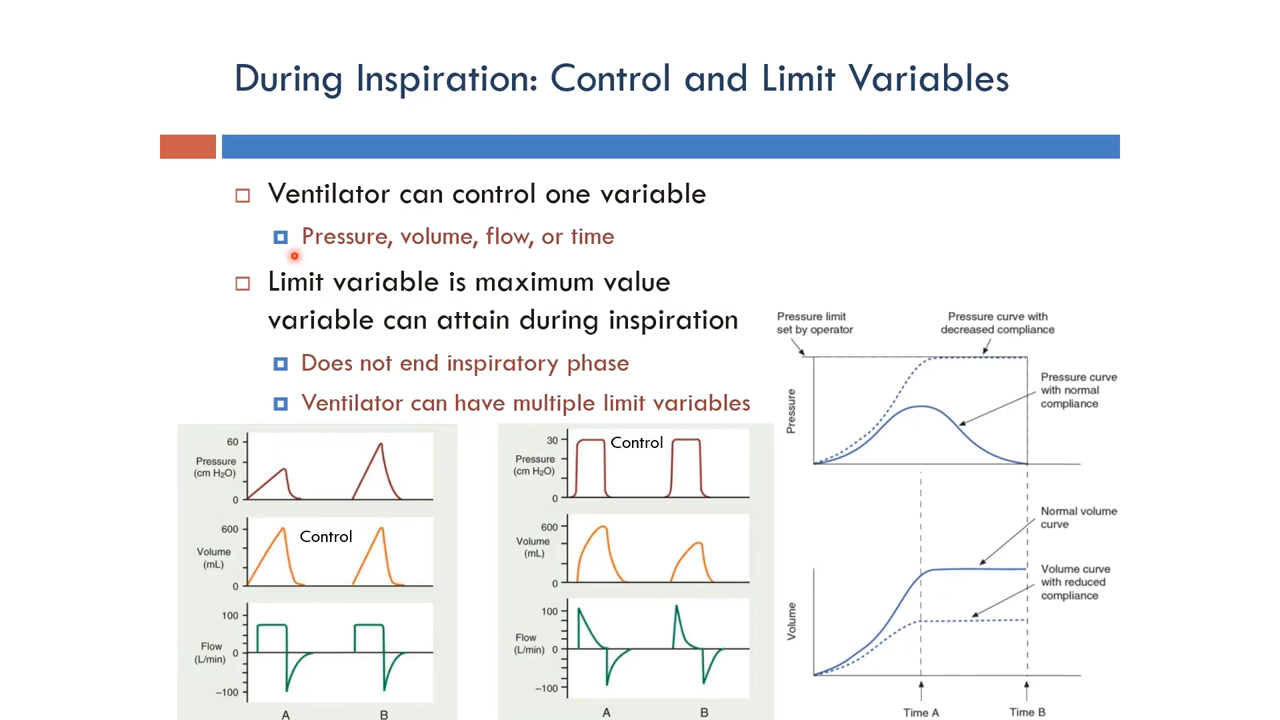 During Inspiration: Control and Limit Variables
Ventilator can control one variable
Pressure, volume, flow, or time
Limit variable is maximum value
variable can attain during inspiration
Does not end inspiratory phase
Ventilator can have multiple limit variables
60
Pressure
(cm H₂O)
0
600
Control
Volume
(mL)
0
100
Flow
(L/min)
0
–100
A
B
30
Control
Pressure
(cm H₂O)
0
600
Volume
(mL)
0
100
Flow
(L/min)
0
–100
A
B
Pressure limit
set by operator
Pressure curve with
decreased compliance
Pressure
Pressure curve
with normal
compliance
Normal volume
curve
Volume curve
with reduced
compliance
Volume
Time A
Time B